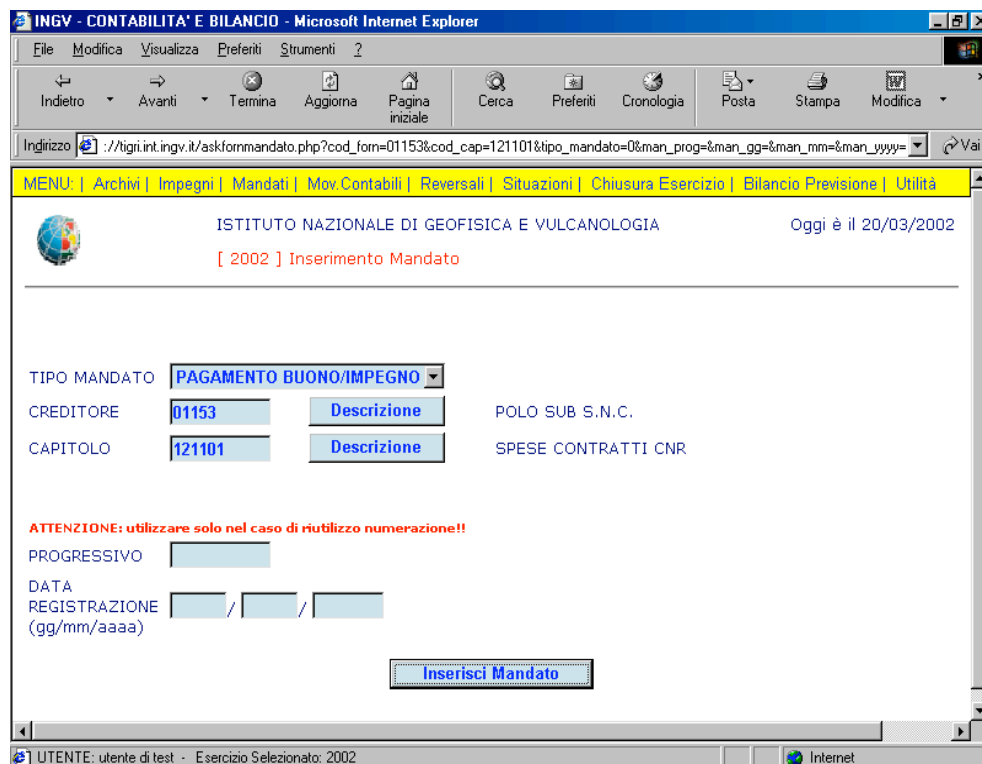 INGV - CONTABILITA' E BILANCIO - Microsoft Internet Explorer
File Modifica Visualizza Preferiti Strumenti ?
Indietro Avanti Termina Aggiorna Pagina iniziale Cerca Preferiti Cronologia Posta Stampa Modifica
Indirizzo ://tigri.int.ingv.it/askfornmandato.php?cod_forn=01153&cod_cap=121101&tipo_mandato=0&man_prog=&man_gg=&man_mm=&man_yyyy= Vai
MENU: | Archivi | Impegni | Mandati | Mov.Contabili | Reversali | Situazioni | Chiusura Esercizio | Bilancio Previsione | Utilità
ISTITUTO NAZIONALE DI GEOFISICA E VULCANOLOGIA Oggi è il 20/03/2002
[ 2002 ] Inserimento Mandato
TIPO MANDATO PAGAMENTO BUONO/IMPEGNO
CREDITORE 01153 Descrizione POLO SUB S.N.C.
CAPITOLO 121101 Descrizione SPESE CONTRATTI CNR
ATTENZIONE: utilizzare solo nel caso di riutilizzo numerazione!!
PROGRESSIVO
DATA
REGISTRAZIONE / /
(gg/mm/aaaa)
Inserisci Mandato
UTENTE: utente di test - Esercizio Selezionato: 2002 Internet